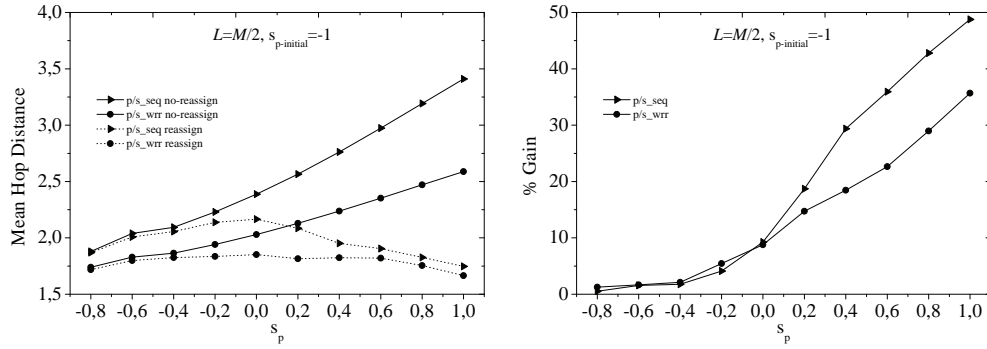 L=M/2, s_p-initial=-1
4,0
3,5
3,0
2,5
2,0
1,5
Mean Hop Distance
p/s_seq no-reassign
p/s_wrr no-reassign
p/s_seq reassign
p/s_wrr reassign
-0,8 -0,6 -0,4 -0,2 0,0 0,2 0,4 0,6 0,8 1,0
s_p
L=M/2, s_p-initial=-1
50
40
30
20
10
0
% Gain
p/s_seq
p/s_wrr
-0,8 -0,6 -0,4 -0,2 0,0 0,2 0,4 0,6 0,8 1,0
s_p